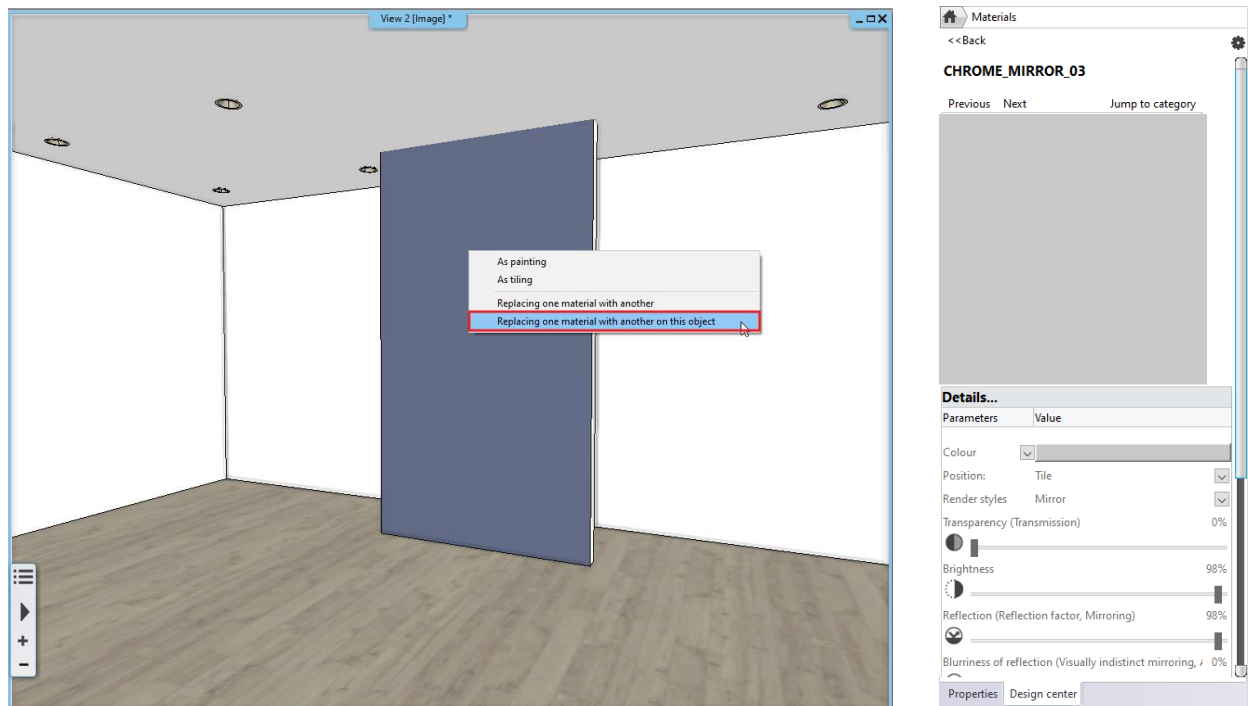 View 2 [Image] *
As painting
As tiling
Replacing one material with another
Replacing one material with another on this object
Materials
<<Back
CHROME_MIRROR_03
Previous Next Jump to category
Details...
Parameters Value
Colour
Position: Tile
Render styles Mirror
Transparency (Transmission) 0%
Brightness 98%
Reflection (Reflection factor, Mirroring) 98%
Blurriness of reflection (Visually indistinct mirroring, 0%
Properties Design center